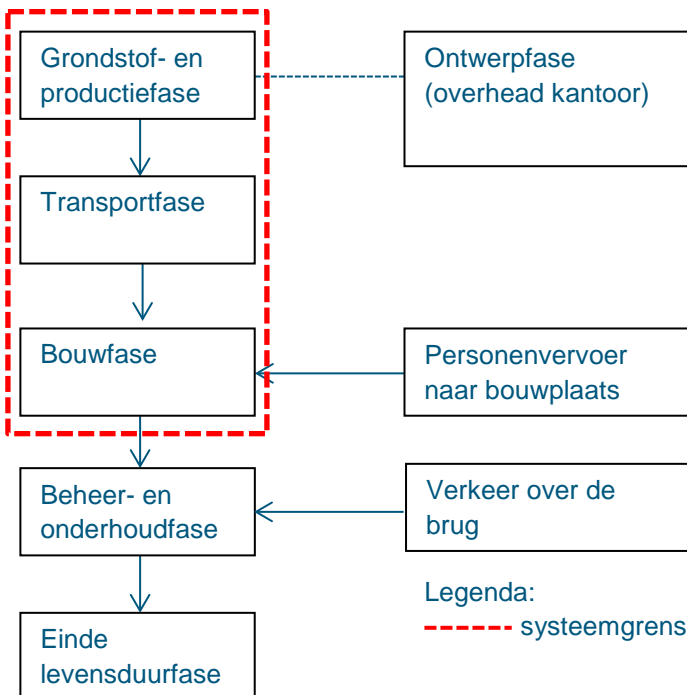 Grondstof- en
productiefase
Ontwerpfase
(overhead kantoor)
Transportfase
Bouwfase
Personenvervoer
naar bouwplaats
Beheer- en
onderhoudfase
Verkeer over de
brug
Legenda:
systeemgrens
Einde
levensduurfase